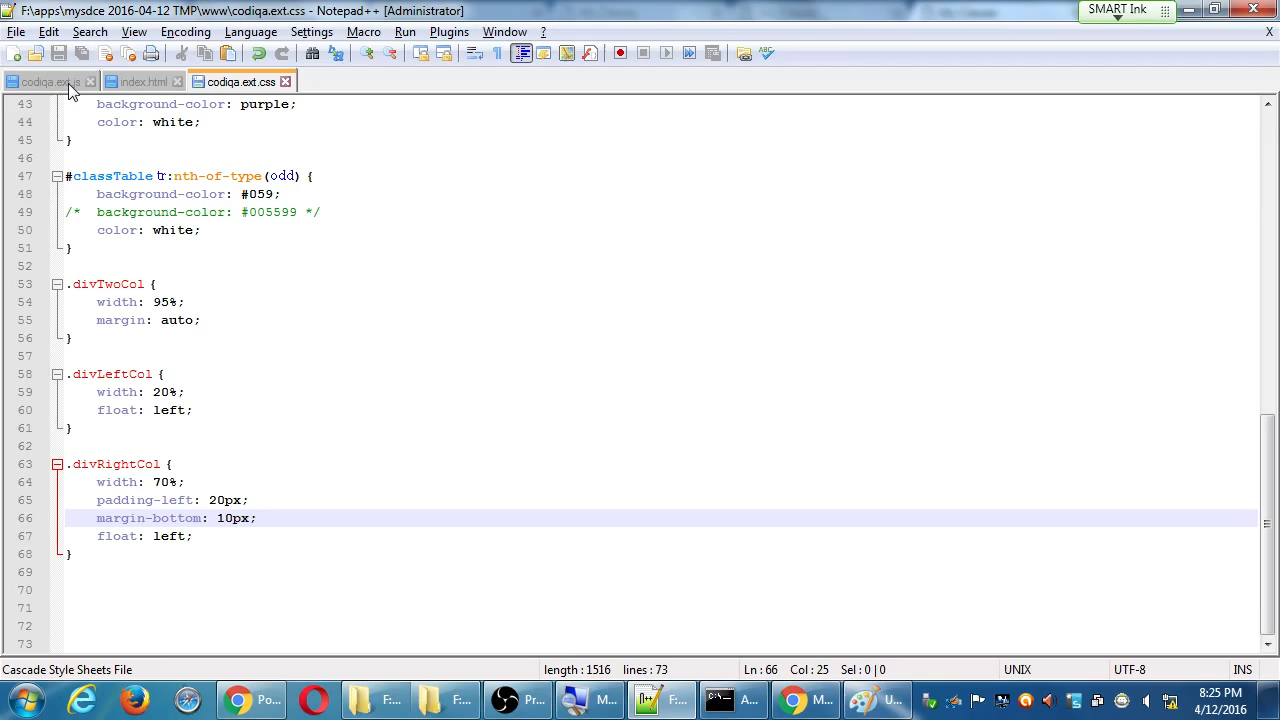 F:\apps\mysdce 2016-04-12 TMP\www\codiqa.ext.css - Notepad++ [Administrator]
SMART Ink
File Edit Search View Encoding Language Settings Macro Run Plugins Window ? X
codiqa.ext.js index.html codiqa.ext.css
43 background-color: purple;
44 color: white;
45 }
46
47 #classTable tr:nth-of-type(odd) {
48 background-color: #059;
49 /* background-color: #005599 */
50 color: white;
51 }
52
53 .divTwoCol {
54 width: 95%;
55 margin: auto;
56 }
57
58 .divLeftCol {
59 width: 20%;
60 float: left;
61 }
62
63 .divRightCol {
64 width: 70%;
65 padding-left: 20px;
66 margin-bottom: 10px;
67 float: left;
68 }
69
70
71
72
73
Cascade Style Sheets File length : 1516 lines : 73 Ln : 66 Col : 25 Sel : 0 | 0 UNIX UTF-8 INS
Po... F:... F:... Pr... M... F:... A... M... U... 8:25 PM
4/12/2016